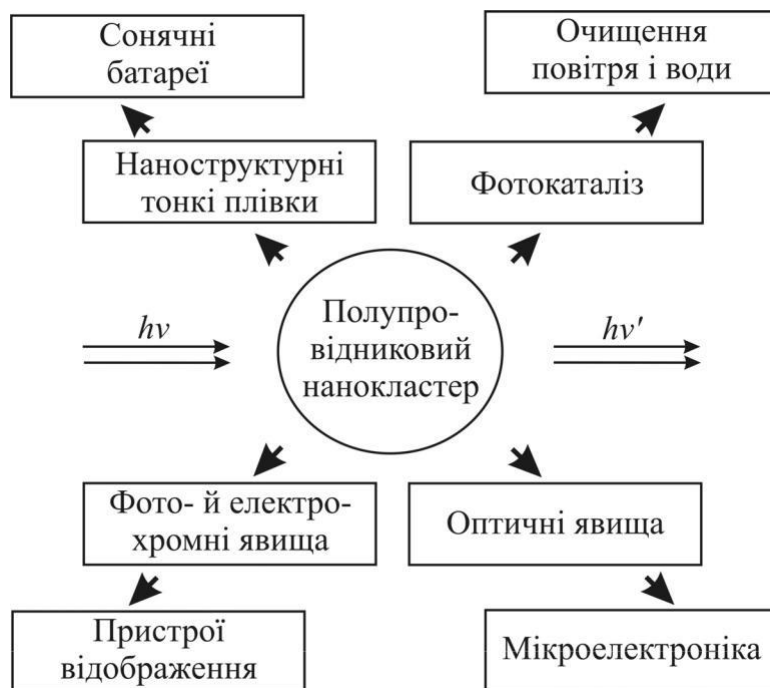 Сонячні
батареї
Очищення
повітря і води
Наноструктурні
тонкі плівки
Фотокаталіз
hν
Полупро-
відниковий
нанокластер
hν'
Фото- й електро-
хромні явища
Оптичні явища
Пристрої
відображення
Мікроелектроніка